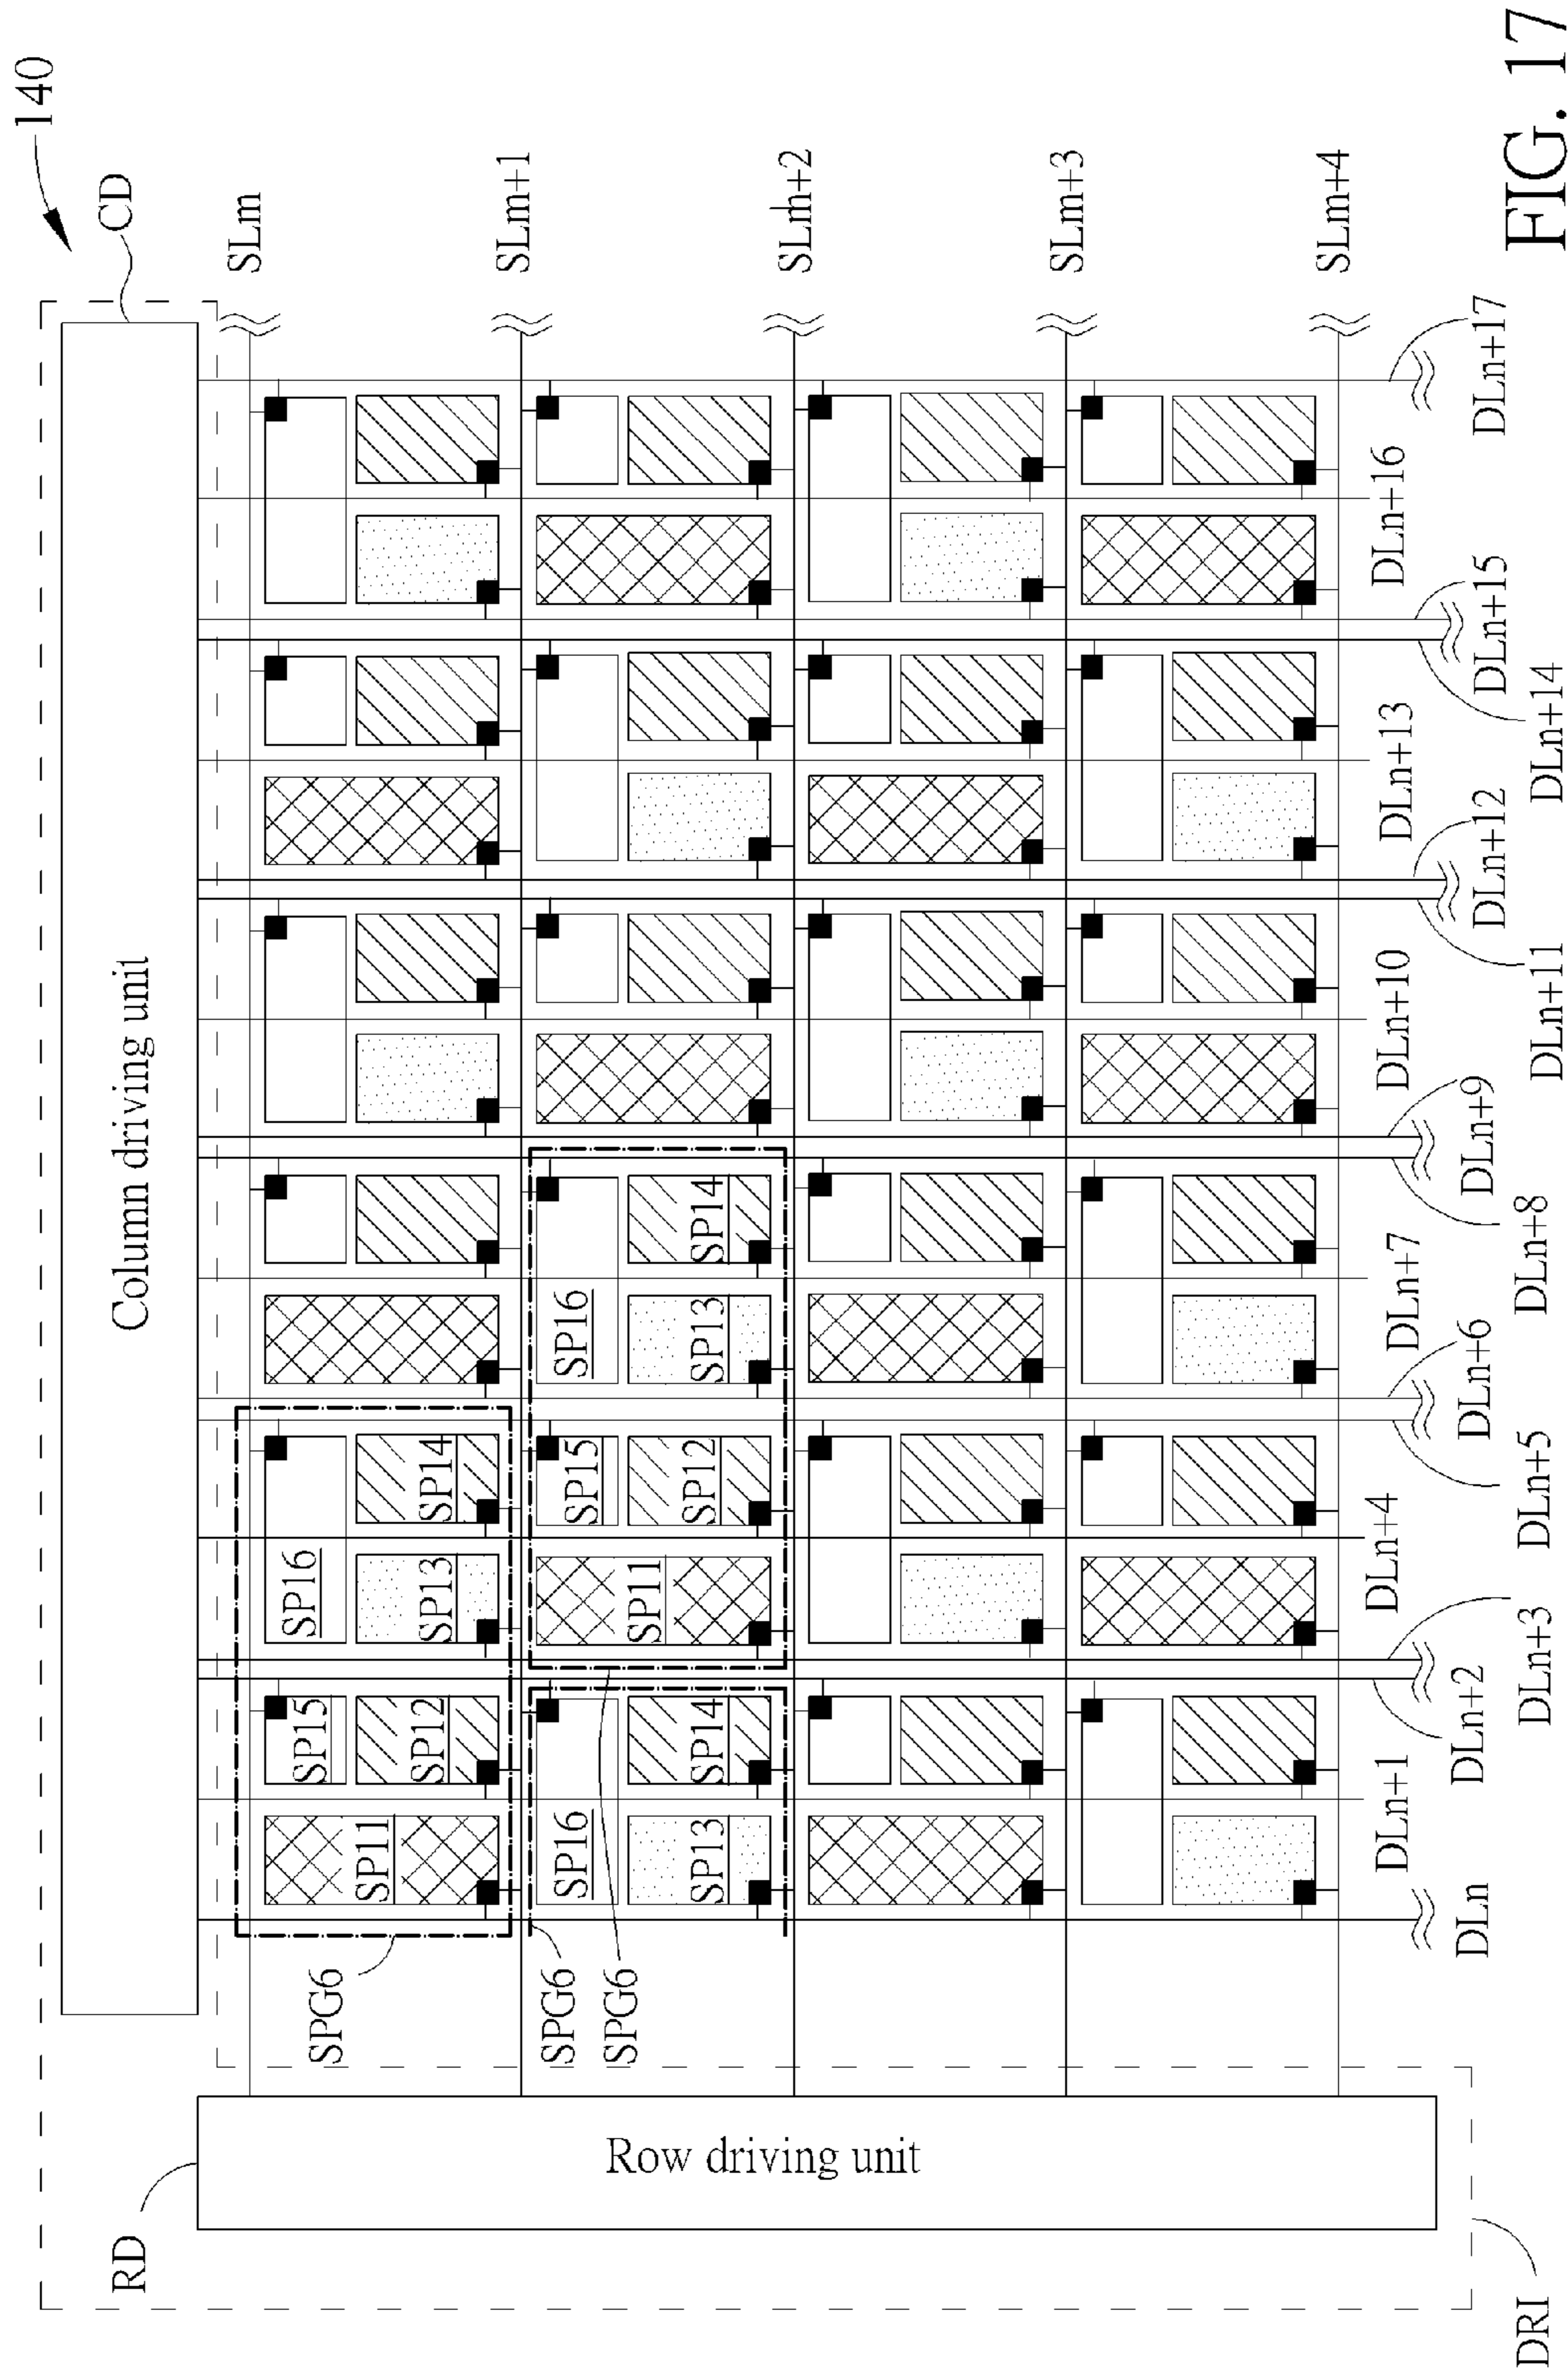 140
CD
Column driving unit
RD
Row driving unit
DRI
SLm
SLm+1
SLm+2
SLm+3
SLm+4
SPG6
SPG6
SPG6
SP11
SP15
SP12
SP16
SP13
SP14
SP16
SP13
SP14
SP11
SP15
SP12
SP16
SP13
SP14
DLn
DLn+1
DLn+2
DLn+3
DLn+4
DLn+5
DLn+6
DLn+7
DLn+8
DLn+9
DLn+10
DLn+11
DLn+12
DLn+13
DLn+14
DLn+15
DLn+16
DLn+17
FIG. 17